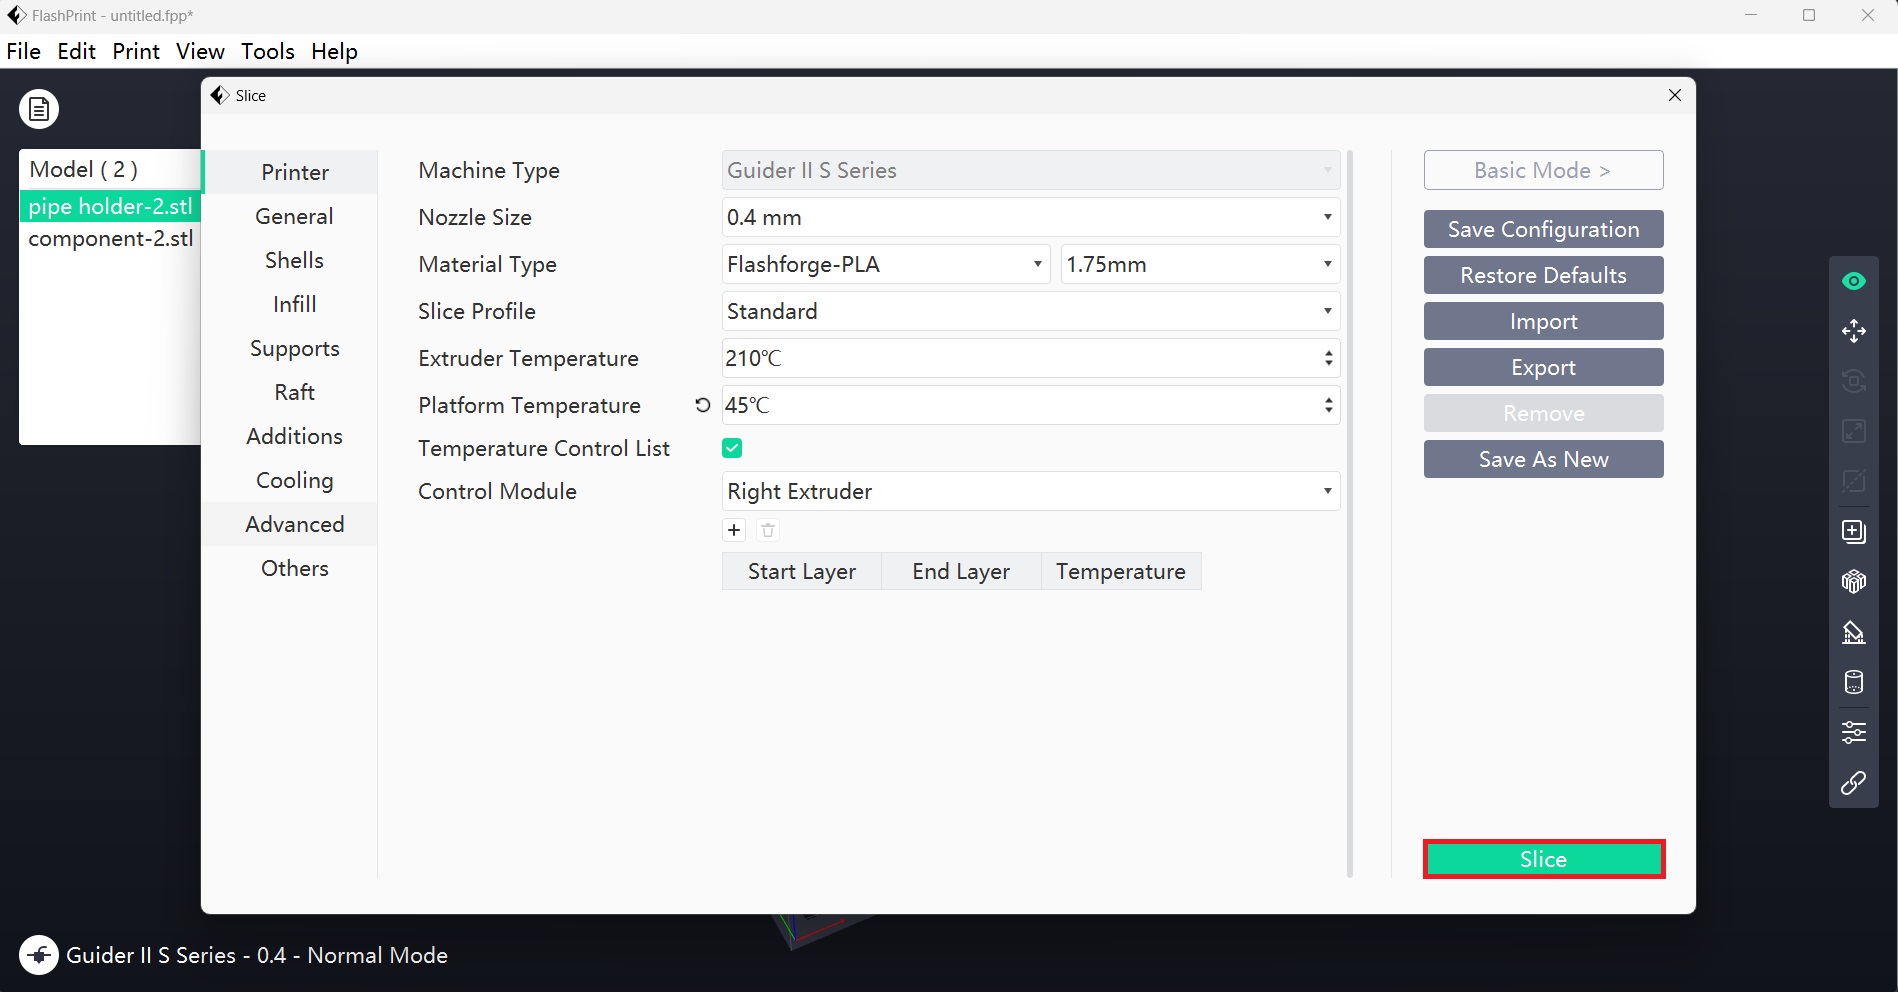 FlashPrint - untitled.fpp*
File Edit Print View Tools Help
Slice
Model ( 2 )
pipe holder-2.stl
component-2.stl
Printer
General
Shells
Infill
Supports
Raft
Additions
Cooling
Advanced
Others
Machine Type Guider II S Series
Nozzle Size 0.4 mm
Material Type Flashforge-PLA 1.75mm
Slice Profile Standard
Extruder Temperature 210℃
Platform Temperature 45℃
Temperature Control List
Control Module Right Extruder
Start Layer End Layer Temperature
Basic Mode >
Save Configuration
Restore Defaults
Import
Export
Remove
Save As New
Slice
Guider II S Series - 0.4 - Normal Mode